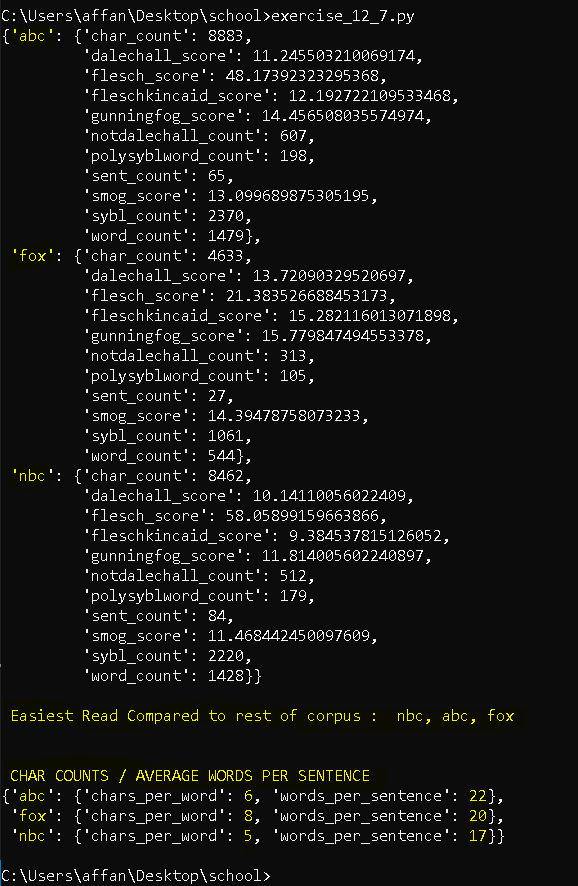 C:\Users\affan\Desktop\school>exercise_12_7.py
{'abc': {'char_count': 8883,
'dalechall_score': 11.245503210069174,
'flesch_score': 48.17392323295368,
'fleschkincaid_score': 12.192722109533468,
'gunningfog_score': 14.456508035574974,
'notdalechall_count': 607,
'polysyblword_count': 198,
'sent_count': 65,
'smog_score': 13.099689875305195,
'sybl_count': 2370,
'word_count': 1479},
'fox': {'char_count': 4633,
'dalechall_score': 13.72090329520697,
'flesch_score': 21.383526688453173,
'fleschkincaid_score': 15.282116013071898,
'gunningfog_score': 15.779847494553378,
'notdalechall_count': 313,
'polysyblword_count': 105,
'sent_count': 27,
'smog_score': 14.39478758073233,
'sybl_count': 1061,
'word_count': 544},
'nbc': {'char_count': 8462,
'dalechall_score': 10.14110056022409,
'flesch_score': 58.05899159663866,
'fleschkincaid_score': 9.384537815126052,
'gunningfog_score': 11.814005602240897,
'notdalechall_count': 512,
'polysyblword_count': 179,
'sent_count': 84,
'smog_score': 11.468442450097609,
'sybl_count': 2220,
'word_count': 1428}}
Easiest Read Compared to rest of corpus :  nbc, abc, fox
CHAR COUNTS / AVERAGE WORDS PER SENTENCE
{'abc': {'chars_per_word': 6, 'words_per_sentence': 22},
'fox': {'chars_per_word': 8, 'words_per_sentence': 20},
'nbc': {'chars_per_word': 5, 'words_per_sentence': 17}}
C:\Users\affan\Desktop\school>